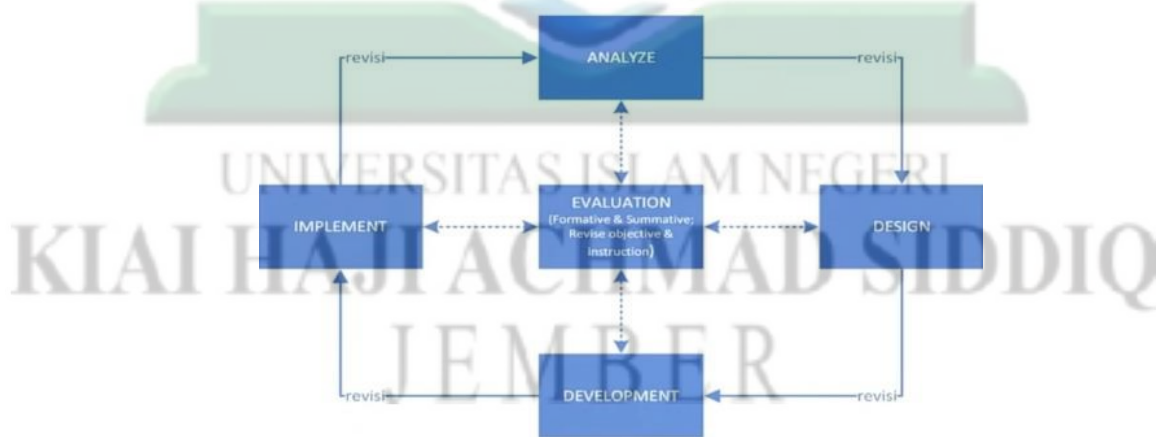 ANALYZE
revisi
revisi
UNIVERSITAS ISLAM NEGERI
IMPLEMENT
EVALUATION
(Formative & Summative;
Revise objective &
instruction)
DESIGN
KIAI HAJI ACHMAD SIDDIQ
JEMBER
DEVELOPMENT
revisi
revisi